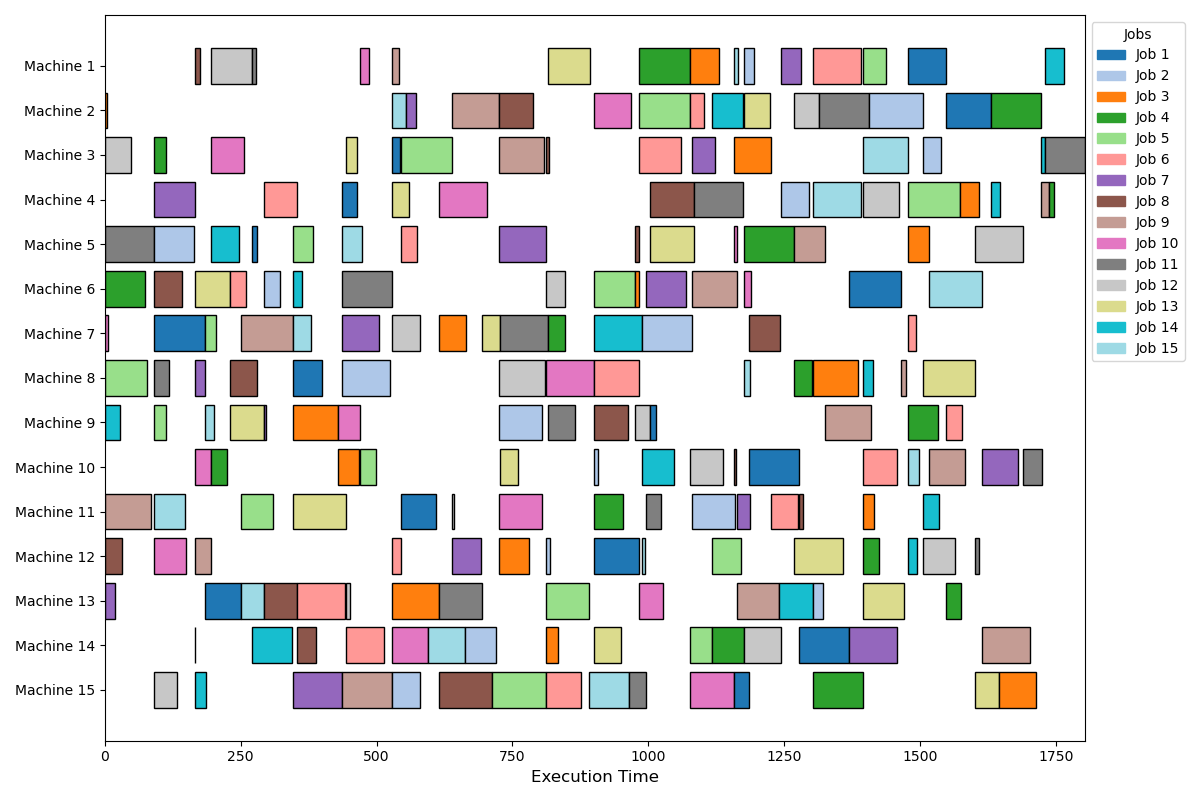 Machine 1
Machine 2
Machine 3
Machine 4
Machine 5
Machine 6
Machine 7
Machine 8
Machine 9
Machine 10
Machine 11
Machine 12
Machine 13
Machine 14
Machine 15
0 250 500 750 1000 1250 1500 1750
Execution Time
Jobs
Job 1
Job 2
Job 3
Job 4
Job 5
Job 6
Job 7
Job 8
Job 9
Job 10
Job 11
Job 12
Job 13
Job 14
Job 15